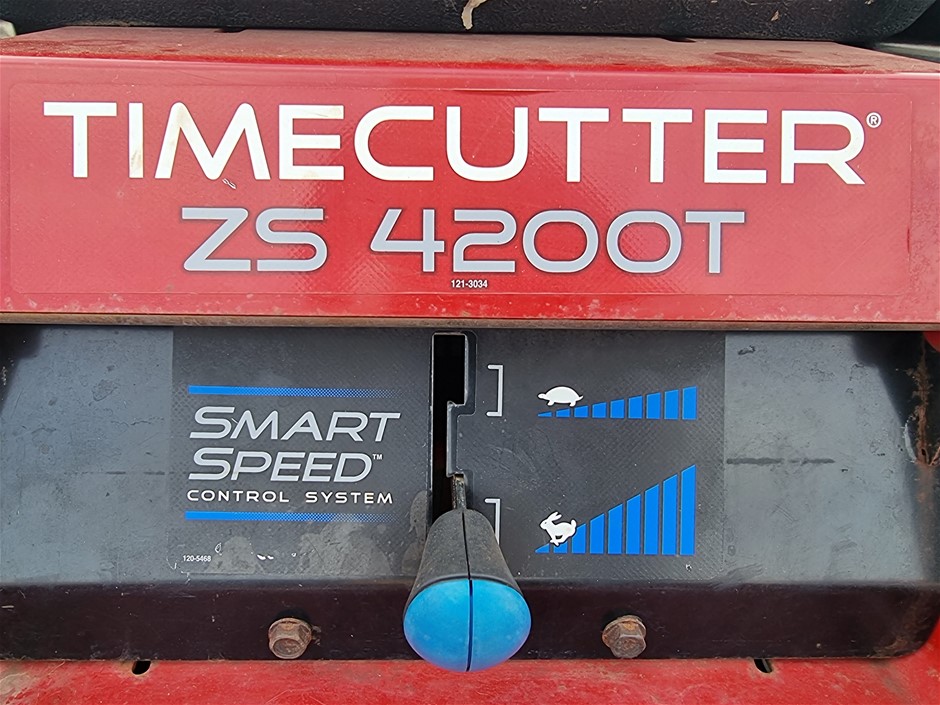 TIMECUTTER®
ZS 4200T
121-3034
SMART
SPEED™
CONTROL SYSTEM
120-5468